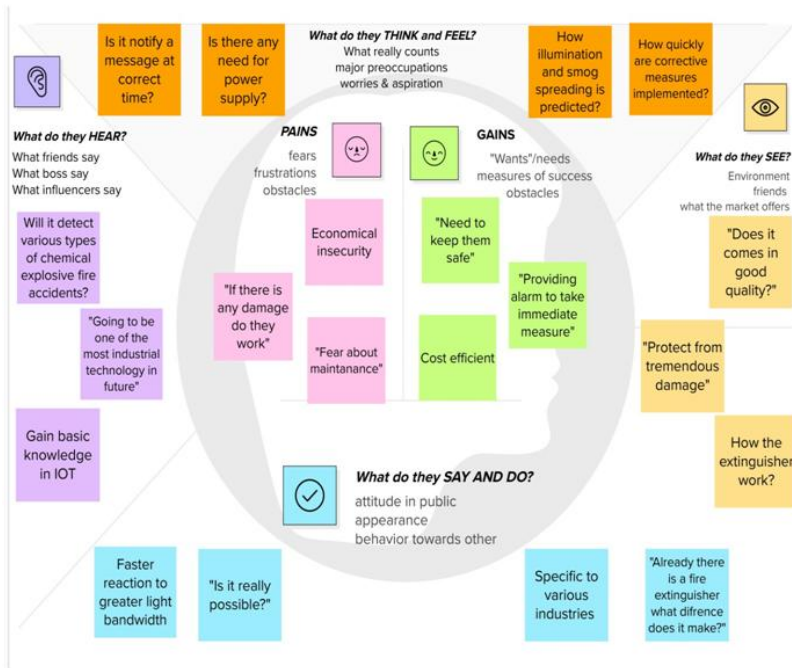 Is it notify a
message at
correct
time?
Is there any
need for
power
supply?
What do they THINK and FEEL?
What really counts
major preoccupations
worries & aspiration
How
illumination
and smog
spreading is
predicted?
How quickly
are corrective
measures
implemented?
What do they HEAR?
What friends say
What boss say
What influencers say
PAINS
fears
frustrations
obstacles
GAINS
"Wants"/needs
measures of success
obstacles
What do they SEE?
Environment
friends
what the market offers
Will it detect
various types
of chemical
explosive fire
accidents?
"Going to be
one of the
most industrial
technology in
future"
Gain basic
knowledge
in IOT
Economical
insecurity
"If there is
any damage
do they
work"
"Fear about
maintanance"
"Need to
keep them
safe"
"Providing
alarm to take
immediate
measure"
Cost efficient
"Does it
comes in
good
quality?"
"Protect from
tremendous
damage"
How the
extinguisher
work?
What do they SAY AND DO?
attitude in public
appearance
behavior towards other
Faster
reaction to
greater light
bandwidth
"Is it really
possible?"
Specific to
various
industries
"Already there
is a fire
extinguisher
what difrence
does it make?"